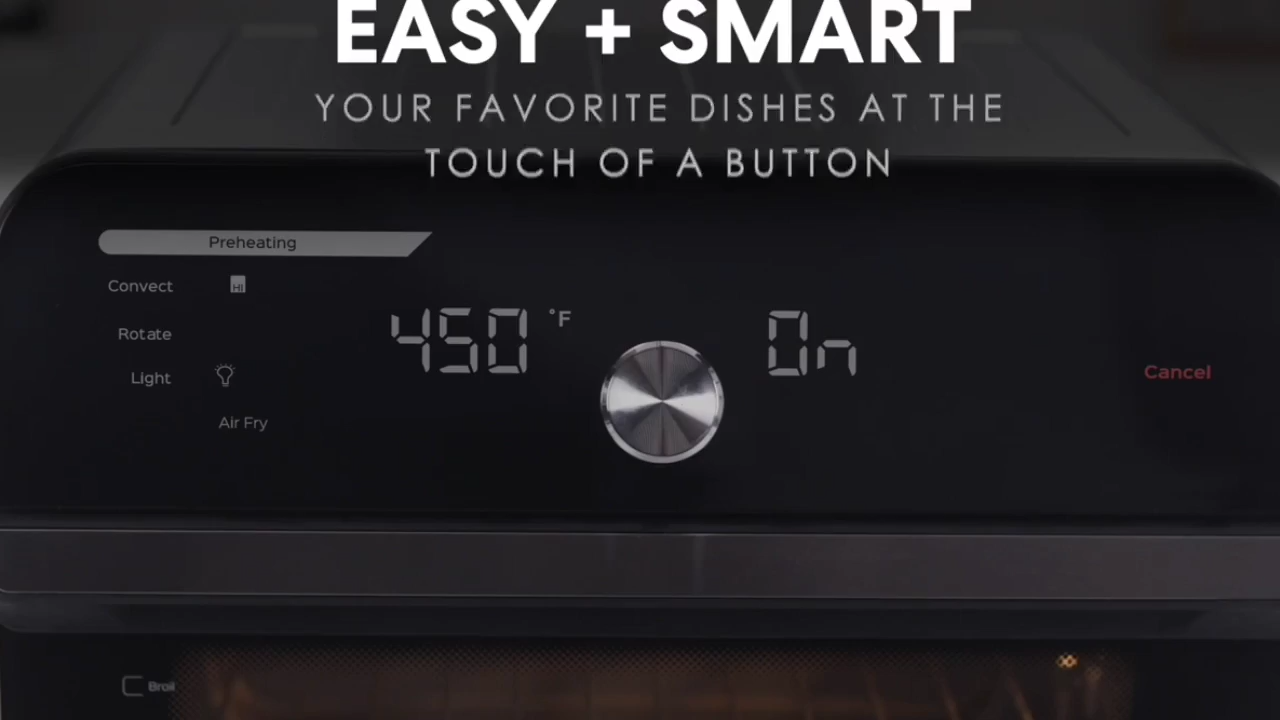 EASY + SMART
YOUR FAVORITE DISHES AT THE
TOUCH OF A BUTTON
Preheating
Convect HI
Rotate
Light
Air Fry
450 °F
On
Cancel
Broil